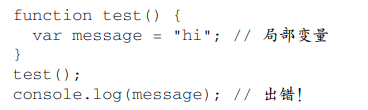 function test() {
  var message = "hi"; // 局部变量
}
test();
console.log(message); // 出错！